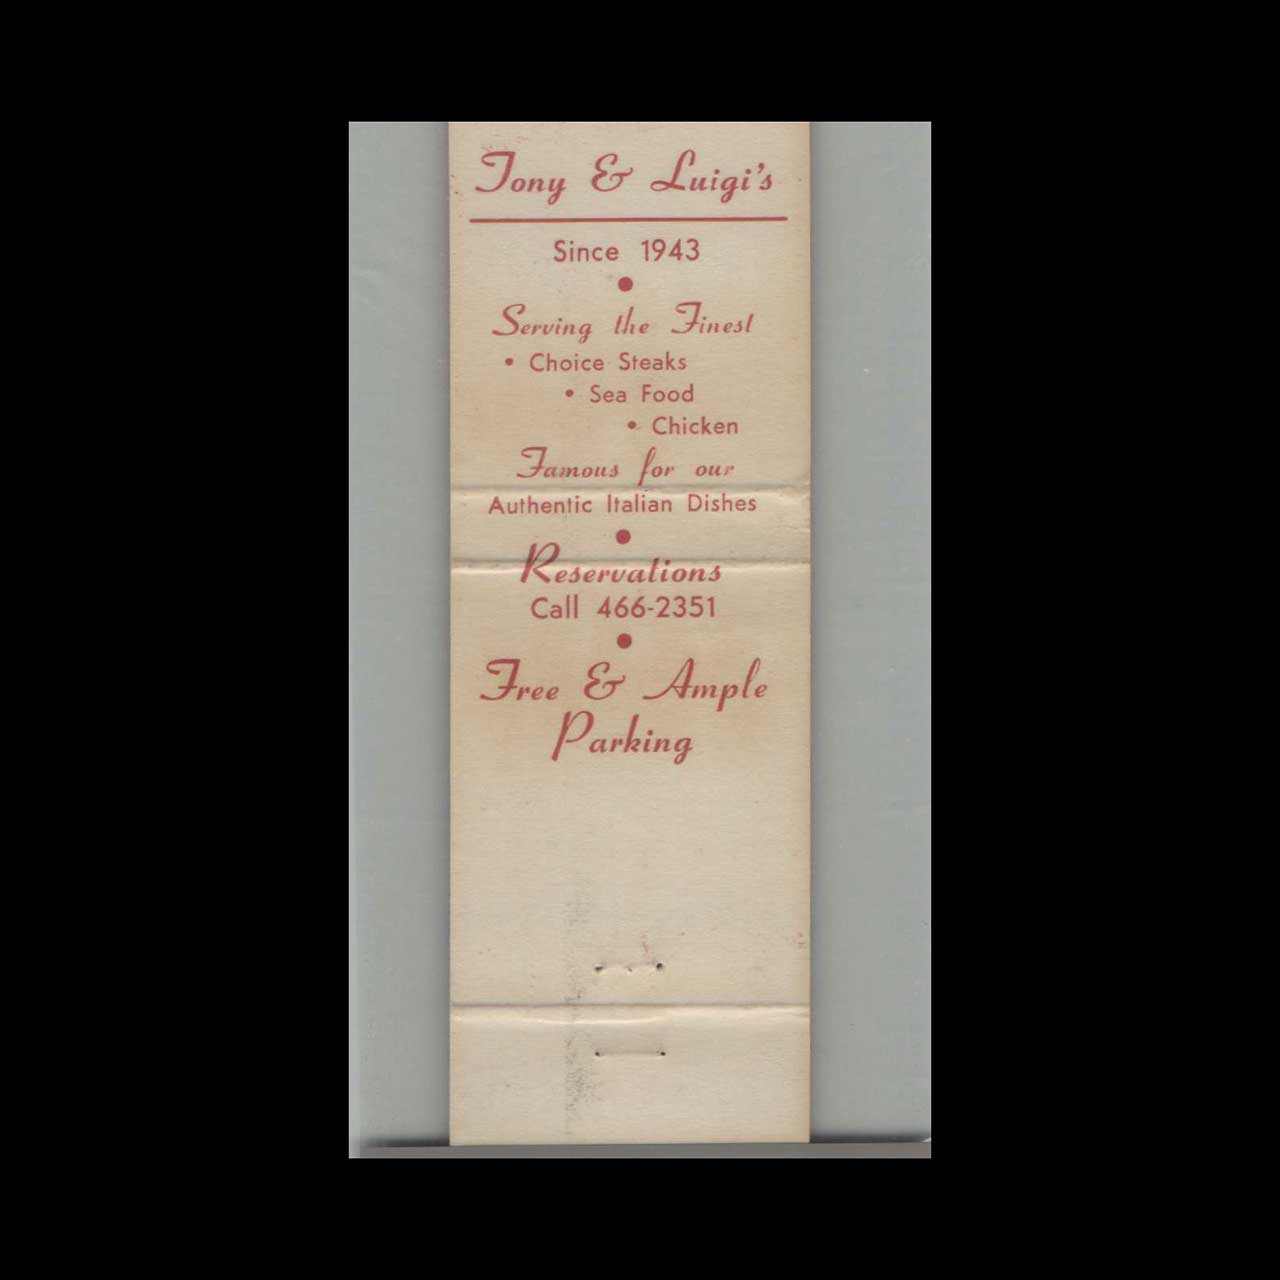 Tony & Luigi's
Since 1943
Serving the Finest
• Choice Steaks
• Sea Food
• Chicken
Famous for our
Authentic Italian Dishes
Reservations
Call 466-2351
Free & Ample
Parking